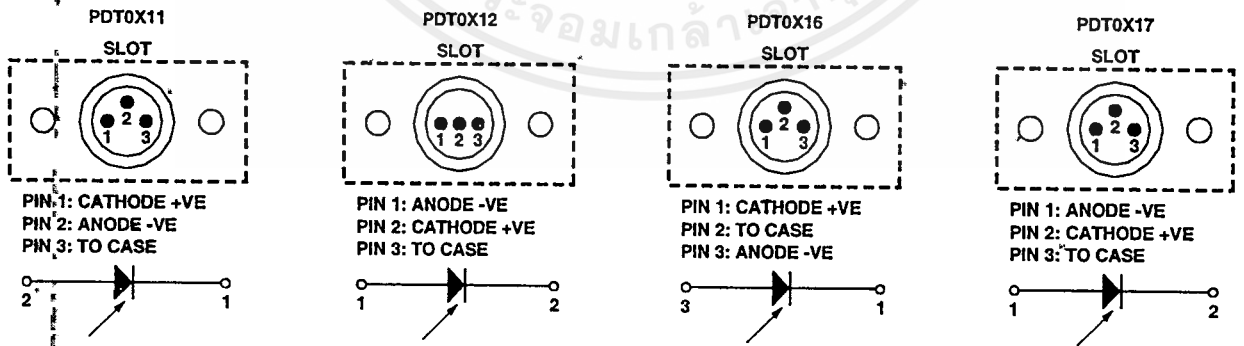 PDT0X11
SLOT
1 2 3
PIN 1: CATHODE +VE
PIN 2: ANODE -VE
PIN 3: TO CASE
2 1
PDT0X12
SLOT
1 2 3
PIN 1: ANODE -VE
PIN 2: CATHODE +VE
PIN 3: TO CASE
1 2
PDT0X16
SLOT
1 2 3
PIN 1: CATHODE +VE
PIN 2: TO CASE
PIN 3: ANODE -VE
3 1
PDT0X17
SLOT
1 2 3
PIN 1: ANODE -VE
PIN 2: CATHODE +VE
PIN 3: TO CASE
1 2